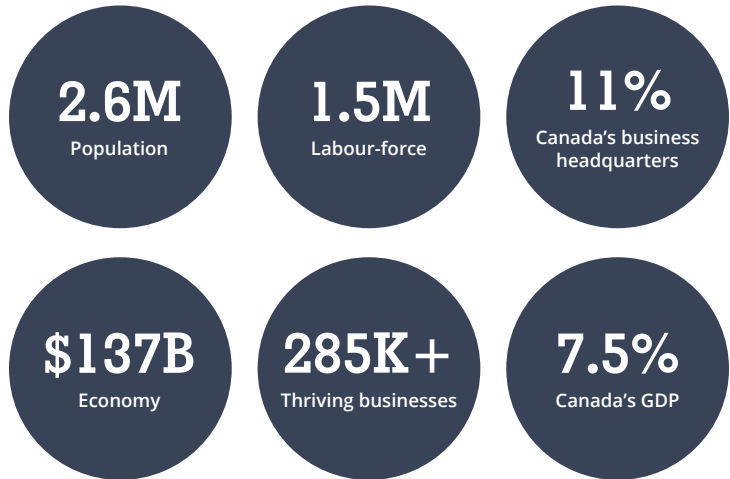 2.6M
Population
1.5M
Labour-force
11%
Canada’s business
headquarters
$137B
Economy
285K+
Thriving businesses
7.5%
Canada’s GDP